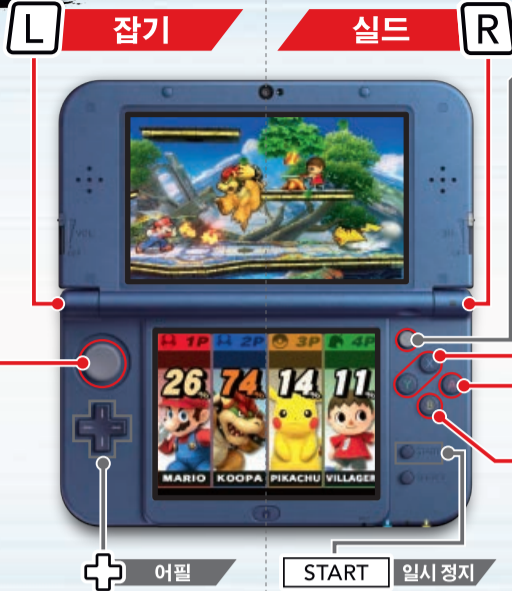 L 잡기 실드 R
1P 2P 3P 4P
26% 74% 14% 11%
MARIO KOOPA PIKACHU VILLAGER
X
Y A
B
START
어필 START 일시 정지